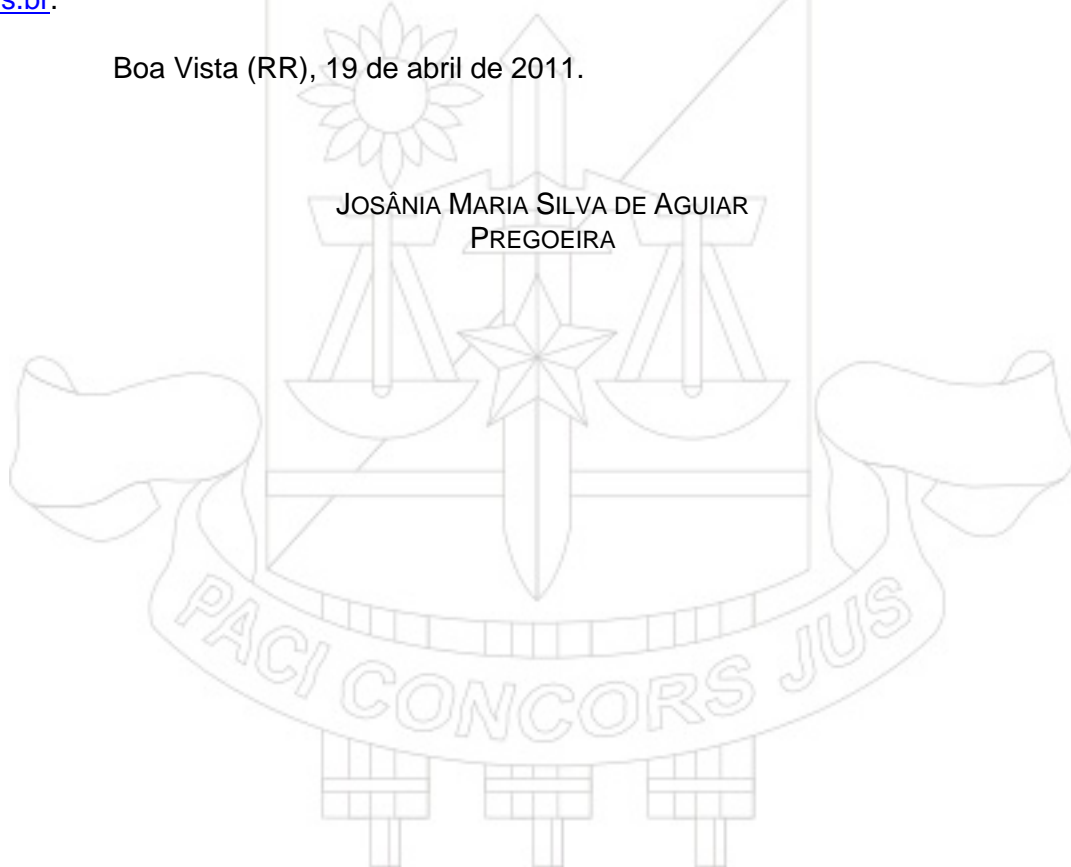 s.br.
Boa Vista (RR), 19 de abril de 2011.
JOSÂNIA MARIA SILVA DE AGUIAR
PREGOEIRA
PACI CONCORS JUS